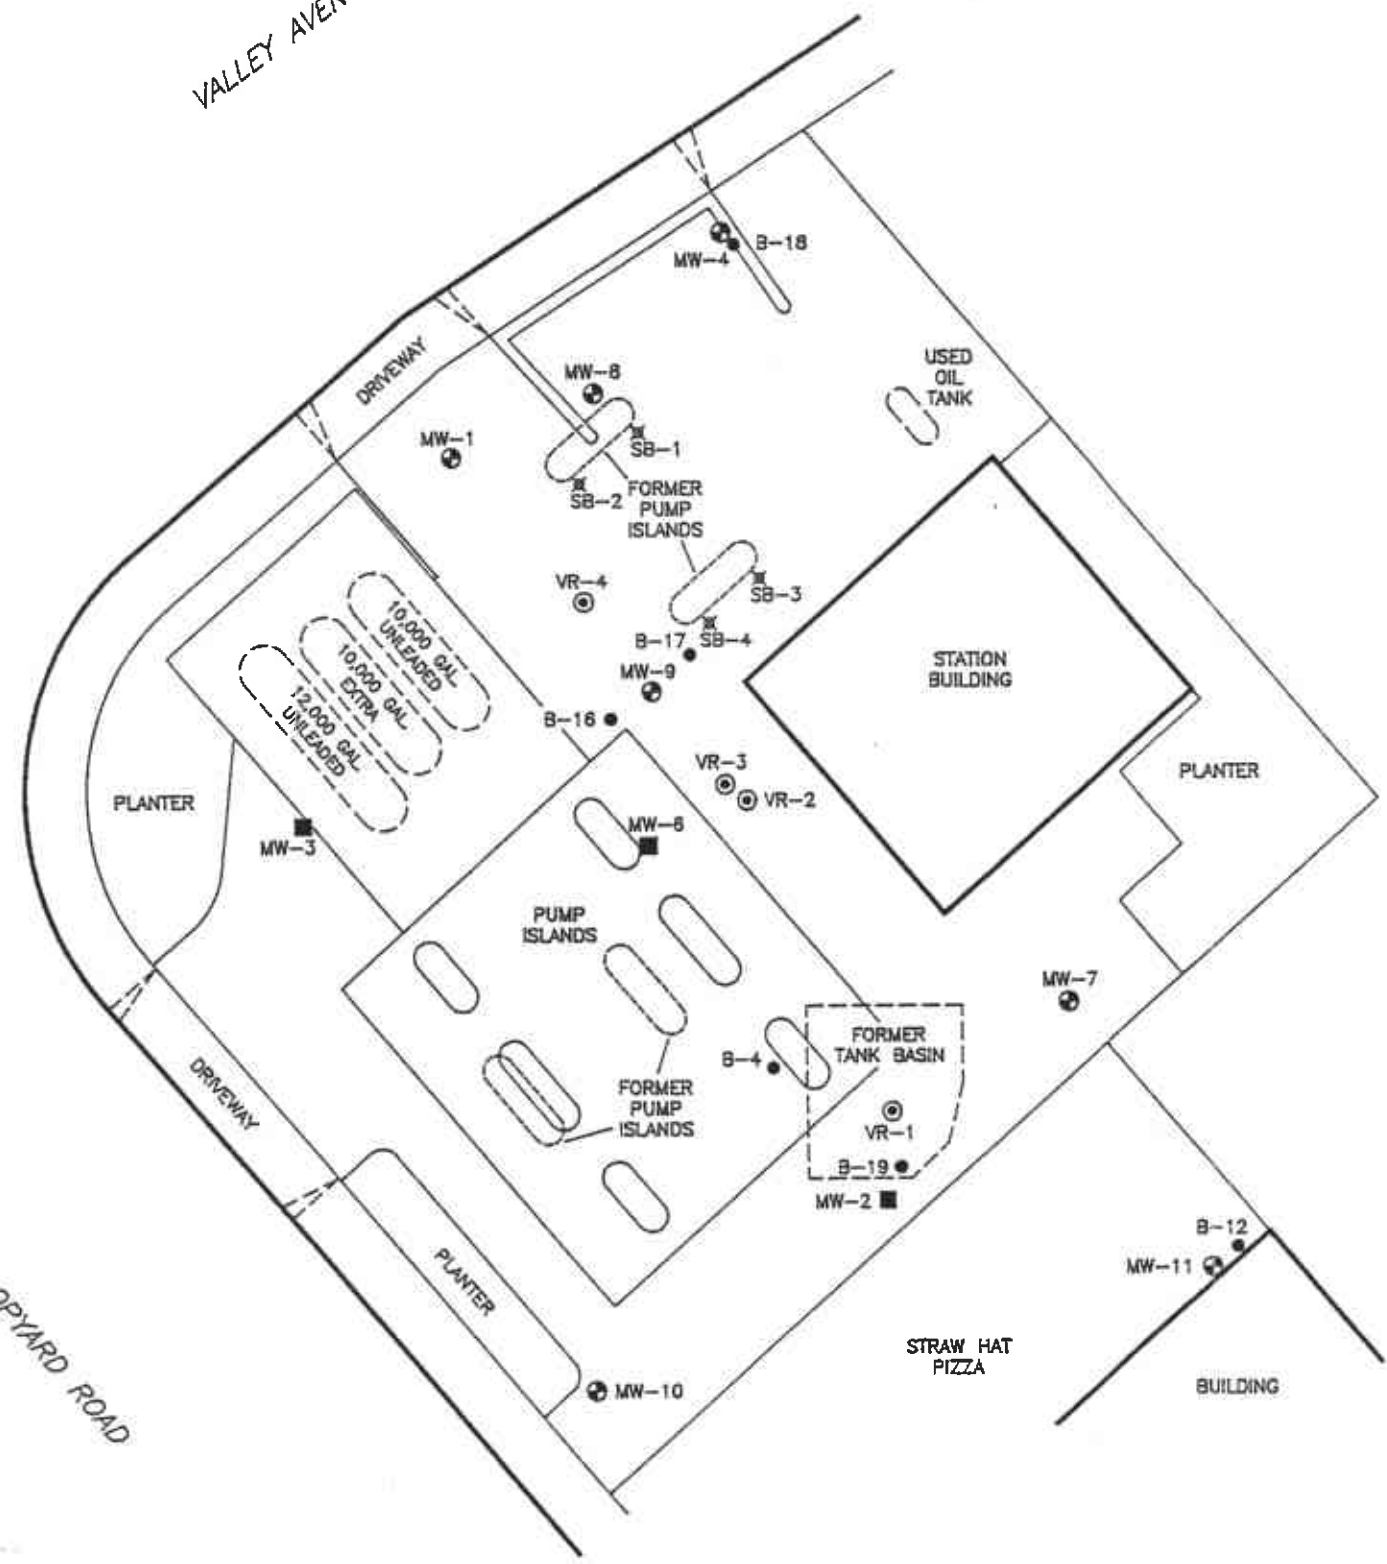 VALLEY
B-18
MW-4
DRIVEWAY
USED
OIL
TANK
MW-8
MW-1
SB-1
SB-2
FORMER
PUMP
ISLANDS
VR-4
SB-3
10,000 GAL.
UNLEADED
B-17
SB-4
10,000 GAL.
EXTRA
MW-9
STATION
BUILDING
12,000 GAL.
UNLEADED
B-16
VR-3
VR-2
PLANTER
PLANTER
MW-6
MW-3
PUMP
ISLANDS
MW-7
FORMER
TANK BASIN
B-4
DRIVEWAY
FORMER
PUMP
ISLANDS
VR-1
B-19
MW-2
B-12
MW-11
PLANTER
STRAW HAT
PIZZA
BUILDING
MW-10
ROAD